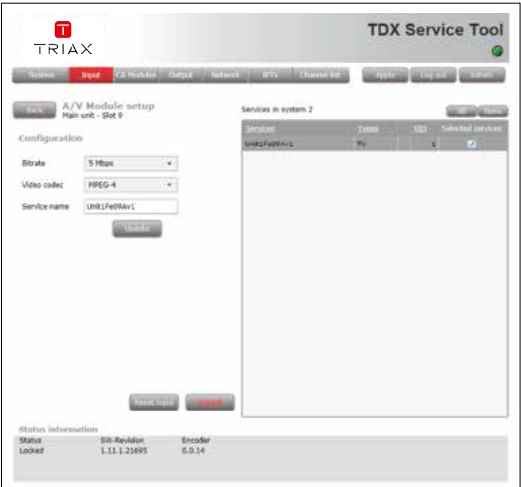 TRIAX
TDX Service Tool
System Input CA Modules Output Network IPTV Channel list Apply Log out Admin
Back
A/V Module setup
Main unit - Slot 9
Services in system 2
All None
Configuration
Services Types SID Selected services
Unit1Fe09Av1 TV 1
Bitrate 5 Mbps
Video codec MPEG-4
Service name Unit1Fe09Av1
Update
Reset input
Status information
Status SW-Revision Encoder
Locked 1.11.1.21695 0.0.14